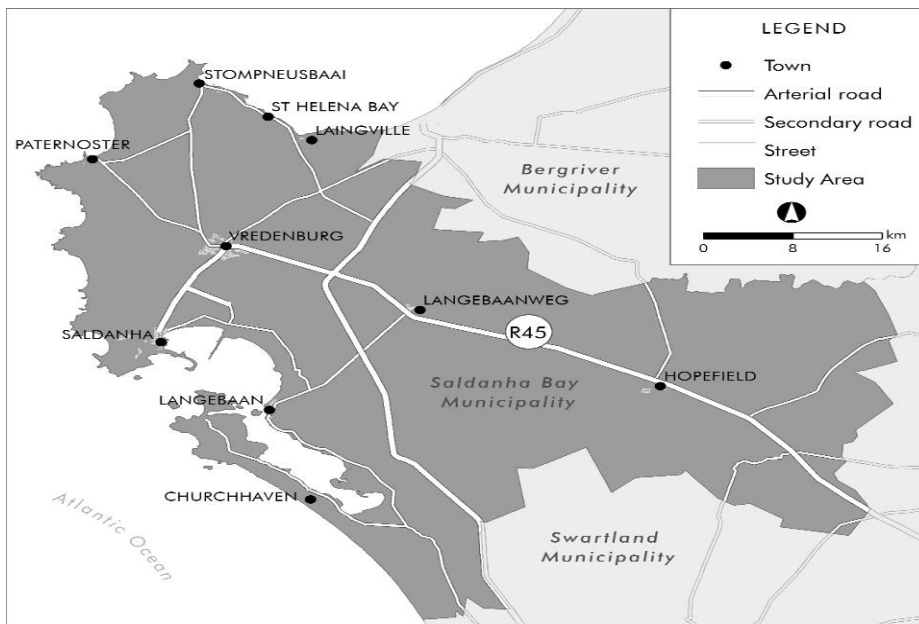 LEGEND
Town
Arterial road
Secondary road
Street
Study Area
km
0 8 16
STOMPNEUSBAAI
ST HELENA BAY
LAINGVILLE
PATERNOSTER
Bergriver
Municipality
VREDENBURG
LANGEBAANWEG
R45
SALDANHA
HOPEFIELD
Saldanha Bay
Municipality
LANGEBAAN
CHURCHHAVEN
Atlantic Ocean
Swartland
Municipality